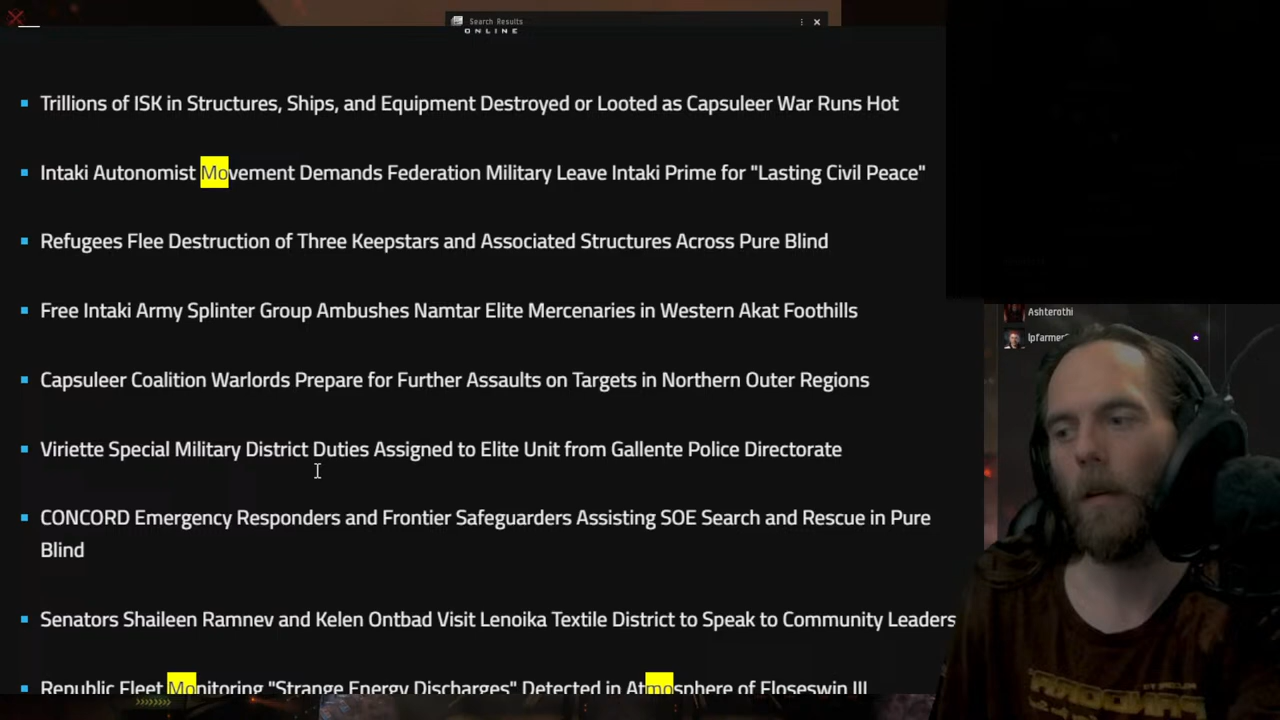 Search Results
ONLINE
Trillions of ISK in Structures, Ships, and Equipment Destroyed or Looted as Capsuleer War Runs Hot
Intaki Autonomist Movement Demands Federation Military Leave Intaki Prime for "Lasting Civil Peace"
Refugees Flee Destruction of Three Keepstars and Associated Structures Across Pure Blind
Free Intaki Army Splinter Group Ambushes Namtar Elite Mercenaries in Western Akat Foothills
Capsuleer Coalition Warlords Prepare for Further Assaults on Targets in Northern Outer Regions
Viriette Special Military District Duties Assigned to Elite Unit from Gallente Police Directorate
CONCORD Emergency Responders and Frontier Safeguarders Assisting SOE Search and Rescue in Pure
Blind
Senators Shaileen Ramnev and Kelen Ontbad Visit Lenoika Textile District to Speak to Community Leaders
Republic Fleet Monitoring "Strange Energy Discharges" Detected in Atmosphere of Floseswin III
Ashterothi